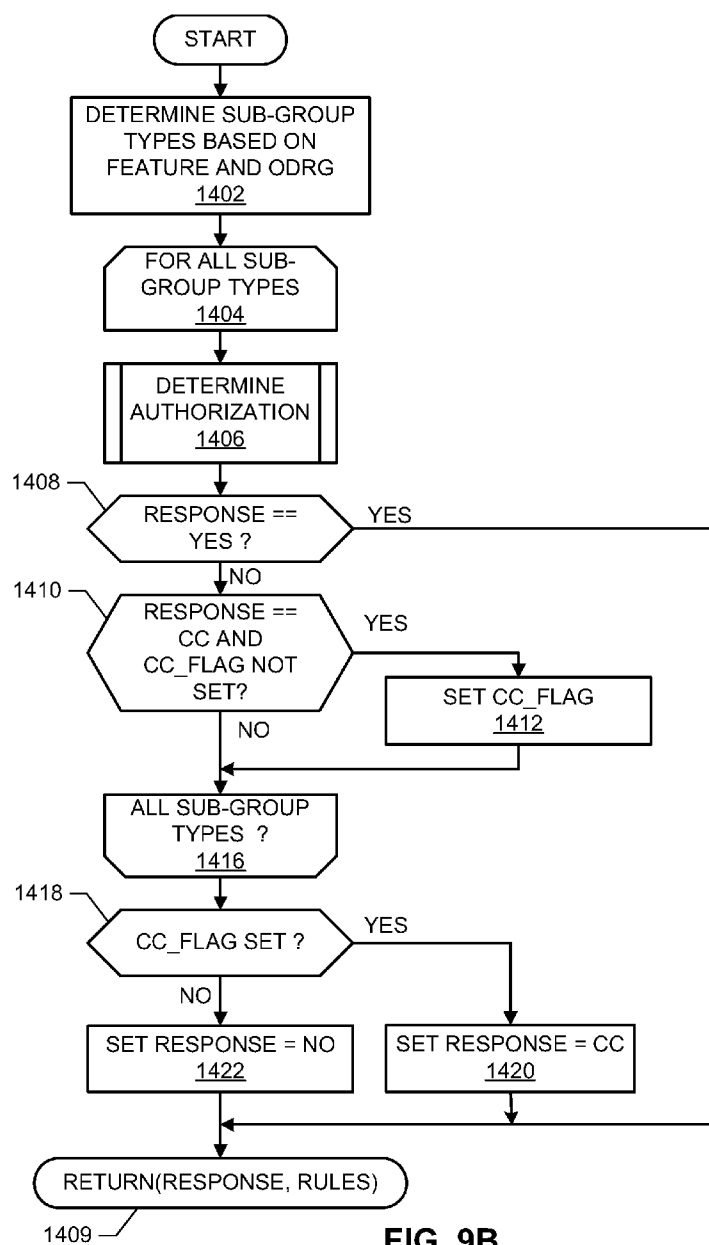 START
DETERMINE SUB-GROUP
TYPES BASED ON
FEATURE AND ODRG
1402
FOR ALL SUB-
GROUP TYPES
1404
DETERMINE
AUTHORIZATION
1406
1408
RESPONSE ==
YES ?
YES
NO
1410
RESPONSE ==
CC AND
CC_FLAG NOT
SET?
YES
NO
SET CC_FLAG
1412
ALL SUB-GROUP
TYPES ?
1416
1418
CC_FLAG SET ?
YES
NO
SET RESPONSE = NO
1422
SET RESPONSE = CC
1420
RETURN(RESPONSE, RULES)
1409
FIG. 9B